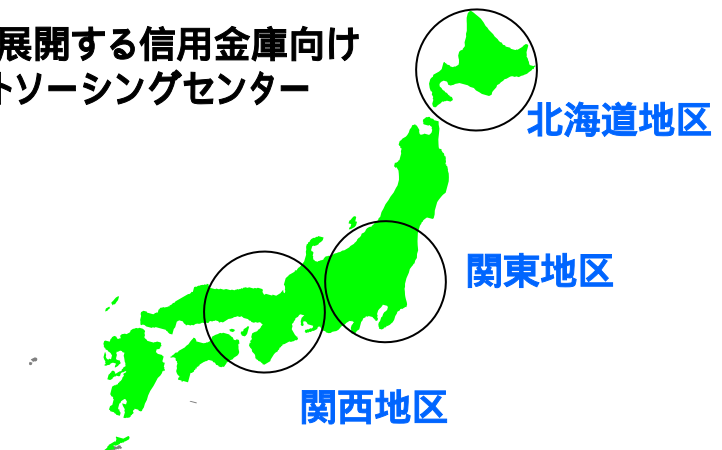 展開する信用金庫向け
トソーシングセンター
北海道地区
関東地区
関西地区